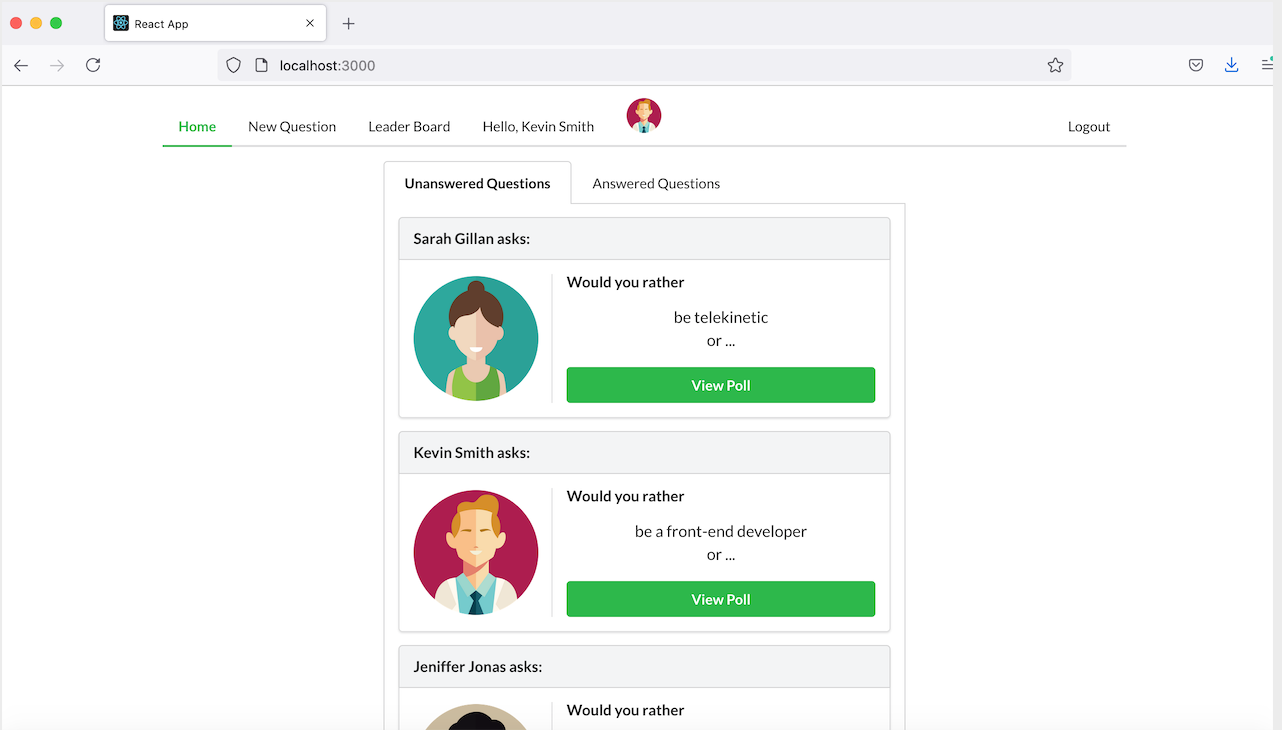 React App
localhost:3000
Home
New Question
Leader Board
Hello, Kevin Smith
Logout
Unanswered Questions
Answered Questions
Sarah Gillan asks:
Would you rather
be telekinetic
or ...
View Poll
Kevin Smith asks:
Would you rather
be a front-end developer
or ...
View Poll
Jeniffer Jonas asks:
Would you rather